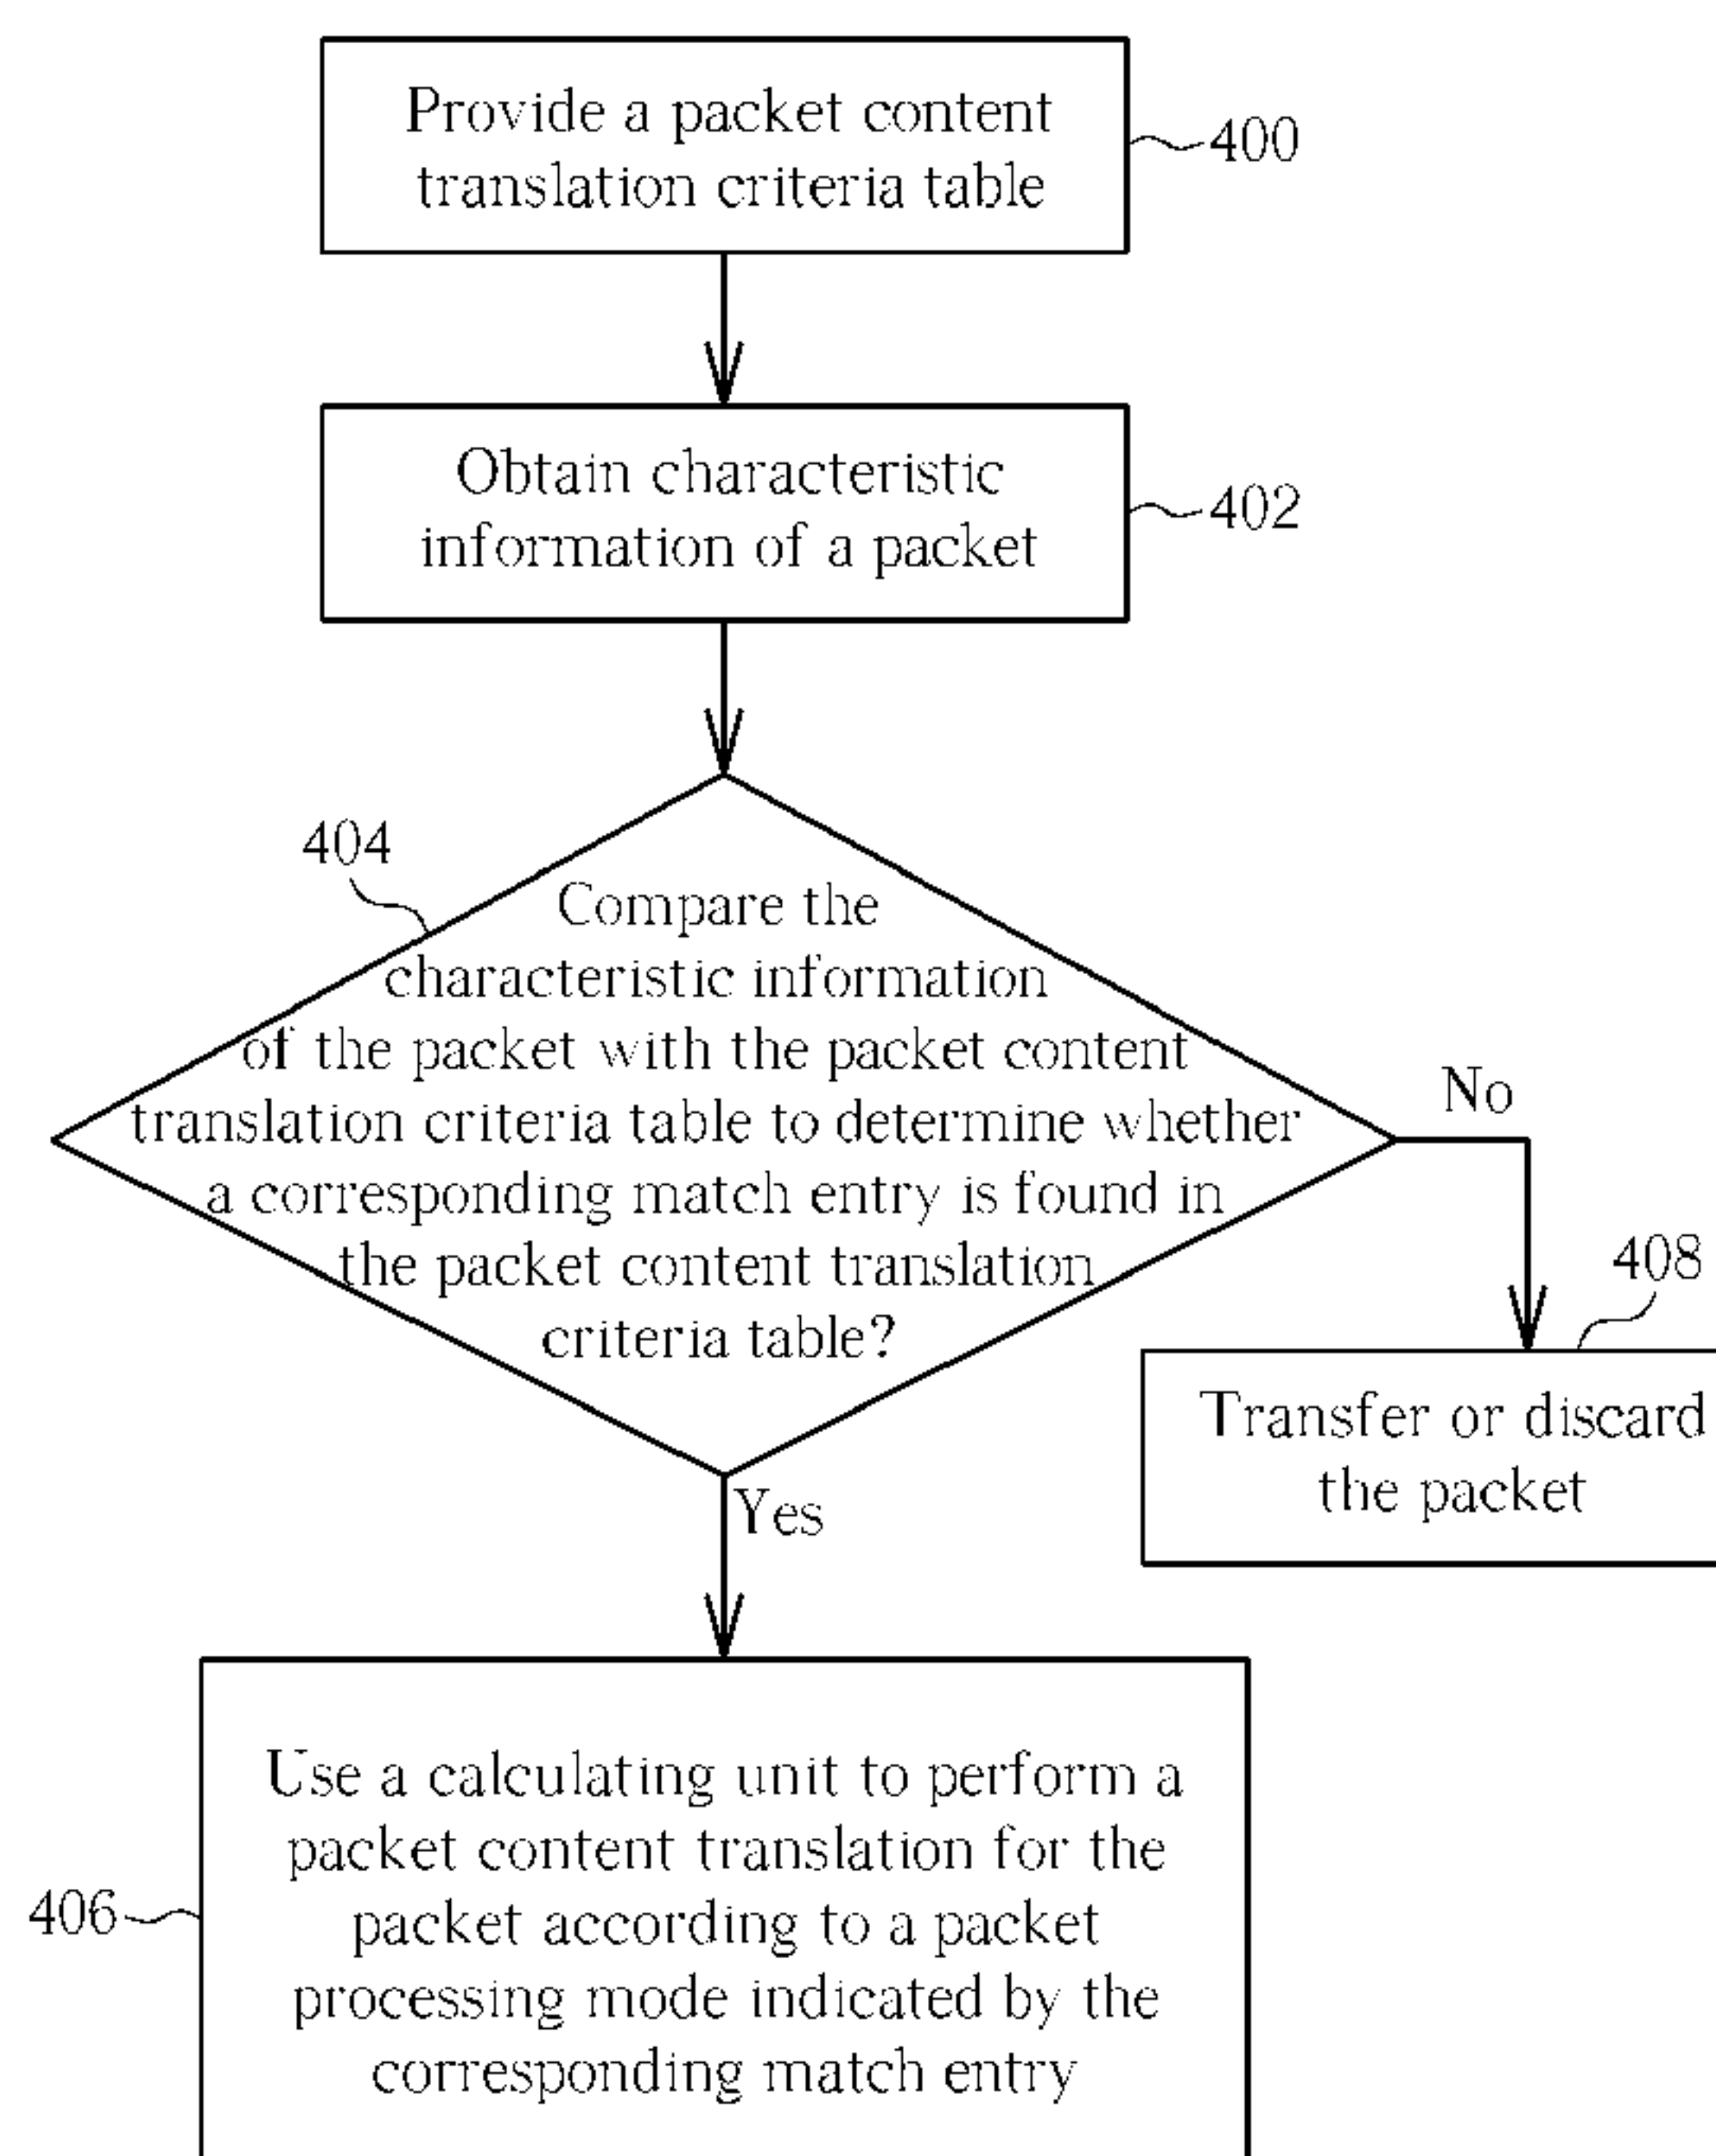 Provide a packet content
translation criteria table
400
Obtain characteristic
information of a packet
402
404
Compare the
characteristic information
of the packet with the packet content
translation criteria table to determine whether
a corresponding match entry is found in
the packet content translation
criteria table?
No
408
Transfer or discard
the packet
Yes
Use a calculating unit to perform a
packet content translation for the
packet according to a packet
processing mode indicated by the
corresponding match entry
406